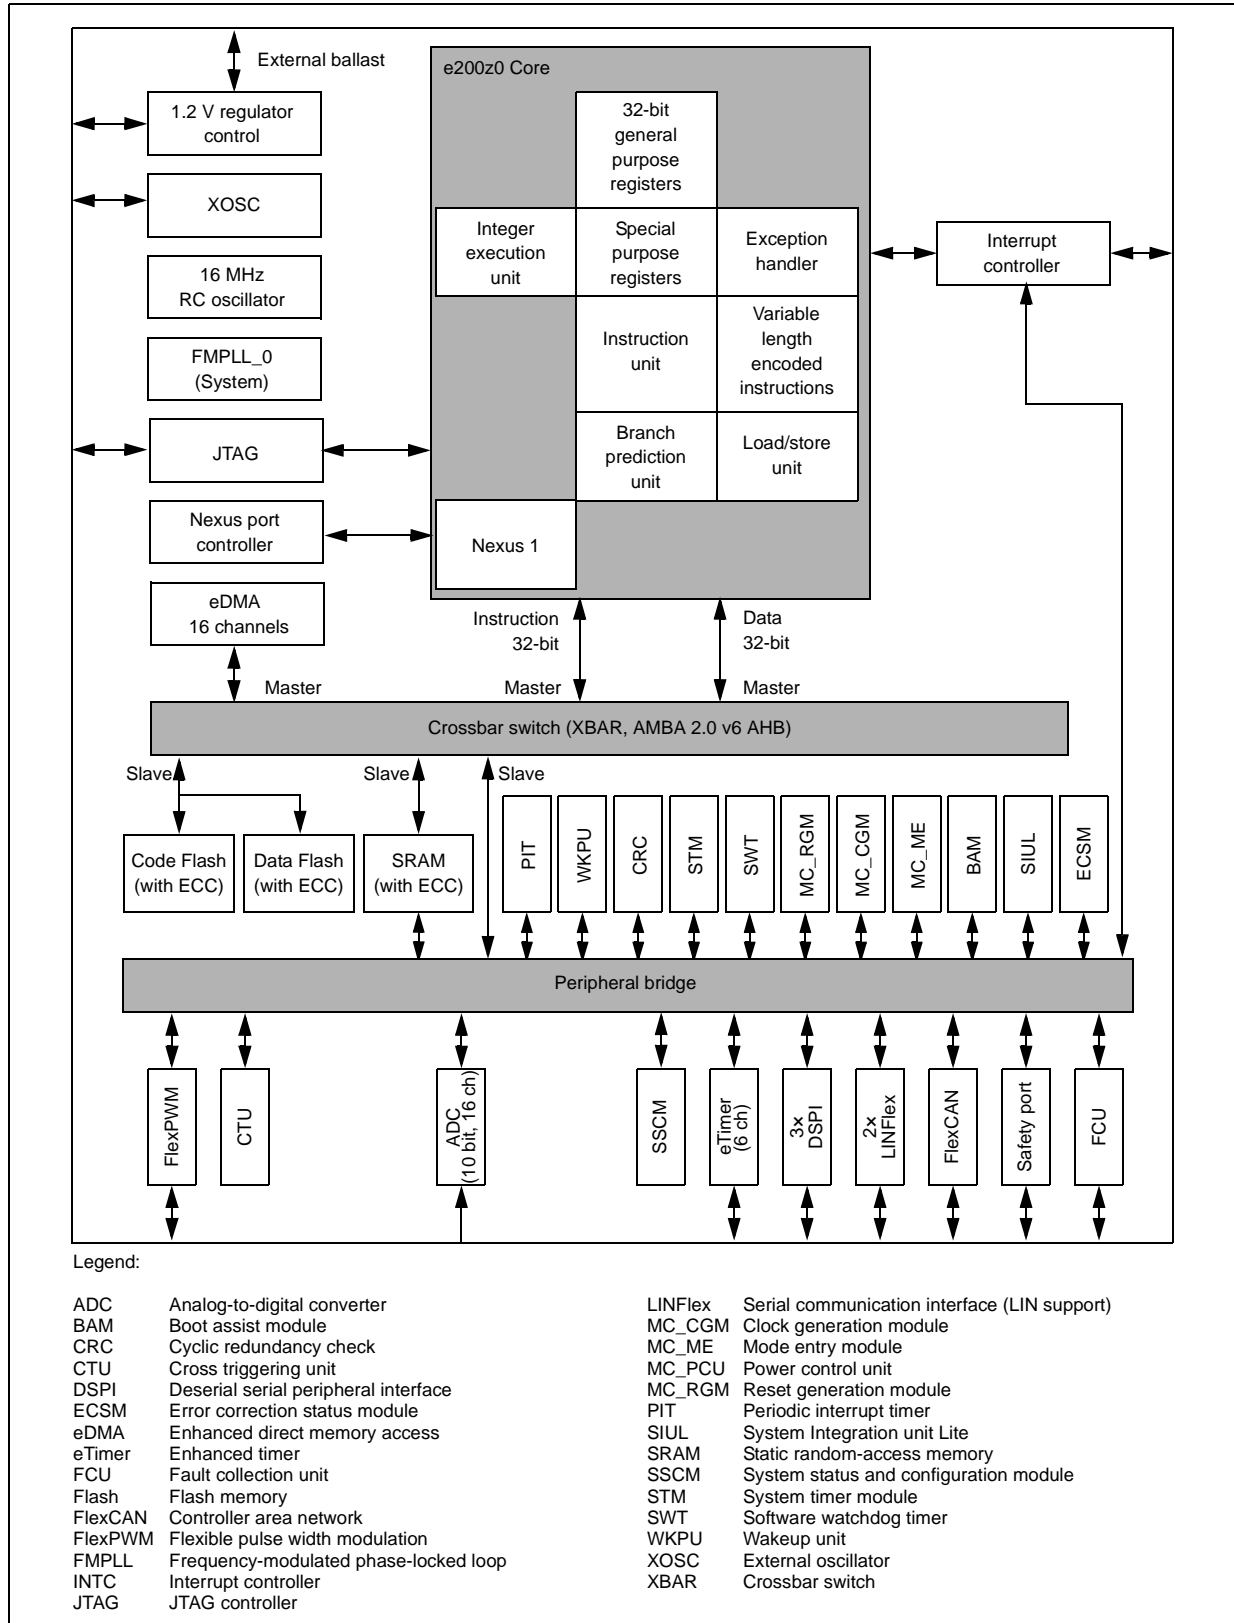 External ballast
1.2 V regulator
control
XOSC
16 MHz
RC oscillator
FMPLL_0
(System)
JTAG
Nexus port
controller
eDMA
16 channels
e200z0 Core
32-bit
general
purpose
registers
Integer
execution
unit
Special
purpose
registers
Exception
handler
Instruction
unit
Variable
length
encoded
instructions
Branch
prediction
unit
Load/store
unit
Nexus 1
Interrupt
controller
Instruction
32-bit
Data
32-bit
Master
Master
Master
Crossbar switch (XBAR, AMBA 2.0 v6 AHB)
Slave
Slave
Slave
Code Flash
(with ECC)
Data Flash
(with ECC)
SRAM
(with ECC)
PIT
WKPU
CRC
STM
SWT
MC_RGM
MC_CGM
MC_ME
BAM
SIUL
ECSM
Peripheral bridge
FlexPWM
CTU
ADC
(10 bit, 16 ch)
SSCM
eTimer
(6 ch)
3×
DSPI
2×
LINFlex
FlexCAN
Safety port
FCU
Legend:
ADC Analog-to-digital converter
BAM Boot assist module
CRC Cyclic redundancy check
CTU Cross triggering unit
DSPI Deserial serial peripheral interface
ECSM Error correction status module
eDMA Enhanced direct memory access
eTimer Enhanced timer
FCU Fault collection unit
Flash Flash memory
FlexCAN Controller area network
FlexPWM Flexible pulse width modulation
FMPLL Frequency-modulated phase-locked loop
INTC Interrupt controller
JTAG JTAG controller
LINFlex Serial communication interface (LIN support)
MC_CGM Clock generation module
MC_ME Mode entry module
MC_PCU Power control unit
MC_RGM Reset generation module
PIT Periodic interrupt timer
SIUL System Integration unit Lite
SRAM Static random-access memory
SSCM System status and configuration module
STM System timer module
SWT Software watchdog timer
WKPU Wakeup unit
XOSC External oscillator
XBAR Crossbar switch